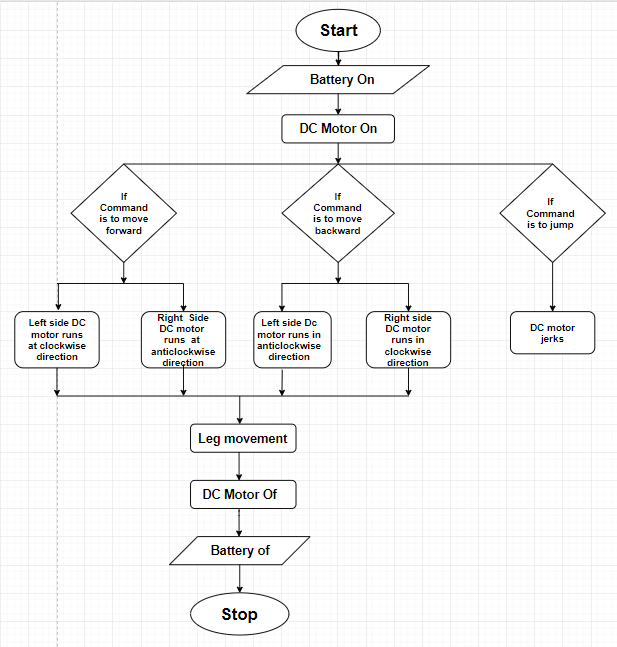 Start
Battery On
DC Motor On
If
Command
is to move
forward
If
Command
is to move
backward
If
Command
is to jump
Left side DC
motor runs
at clockwise
direction
Right Side
DC motor
runs at
anticlockwise
direction
Left side Dc
motor runs in
anticlockwise
direction
Right side
DC motor
runs in
clockwise
direction
DC motor
jerks
Leg movement
DC Motor Of
Battery of
Stop